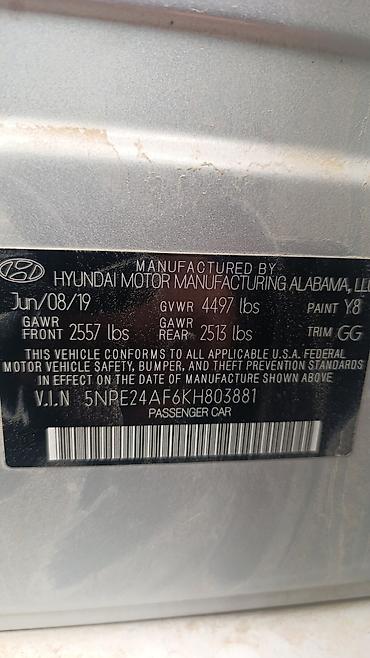 MANUFACTURED BY
HYUNDAI MOTOR MANUFACTURING ALABAMA, LLC
Jun/08/19 GVWR 4497 lbs PAINT Y8
GAWR FRONT 2557 lbs GAWR REAR 2513 lbs TRIM GG
THIS VEHICLE CONFORMS TO ALL APPLICABLE U.S.A. FEDERAL
MOTOR VEHICLE SAFETY, BUMPER, AND THEFT PREVENTION STANDARDS
IN EFFECT ON THE DATE OF MANUFACTURE SHOWN ABOVE
V.I.N 5NPE24AF6KH803881
PASSENGER CAR